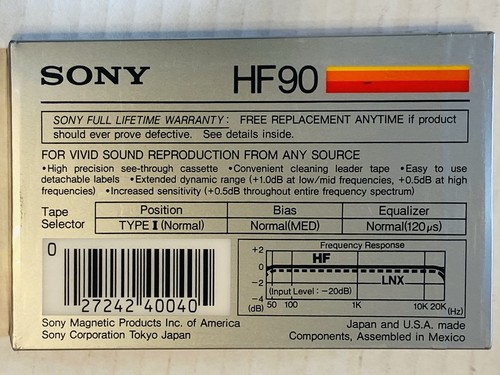 SONY HF90
SONY FULL LIFETIME WARRANTY: FREE REPLACEMENT ANYTIME if product
should ever prove defective. See details inside.
FOR VIVID SOUND REPRODUCTION FROM ANY SOURCE
•High precision see-through cassette •Convenient cleaning leader tape •Easy to use
detachable labels •Extended dynamic range (+1.0dB at low/mid frequencies, +0.5dB at high
frequencies) •Increased sensitivity (+0.5dB throughout entire frequency spectrum)
Tape Selector
Position Bias Equalizer
TYPE I (Normal) Normal(MED) Normal(120μs)
0
27242 40040
Frequency Response
+2
0
-2
-4
(dB)
HF
LNX
(Input Level: -20dB)
50 100 1K 10K 20K (Hz)
Sony Magnetic Products Inc. of America
Sony Corporation Tokyo Japan
Japan and U.S.A. made
Components, Assembled in Mexico